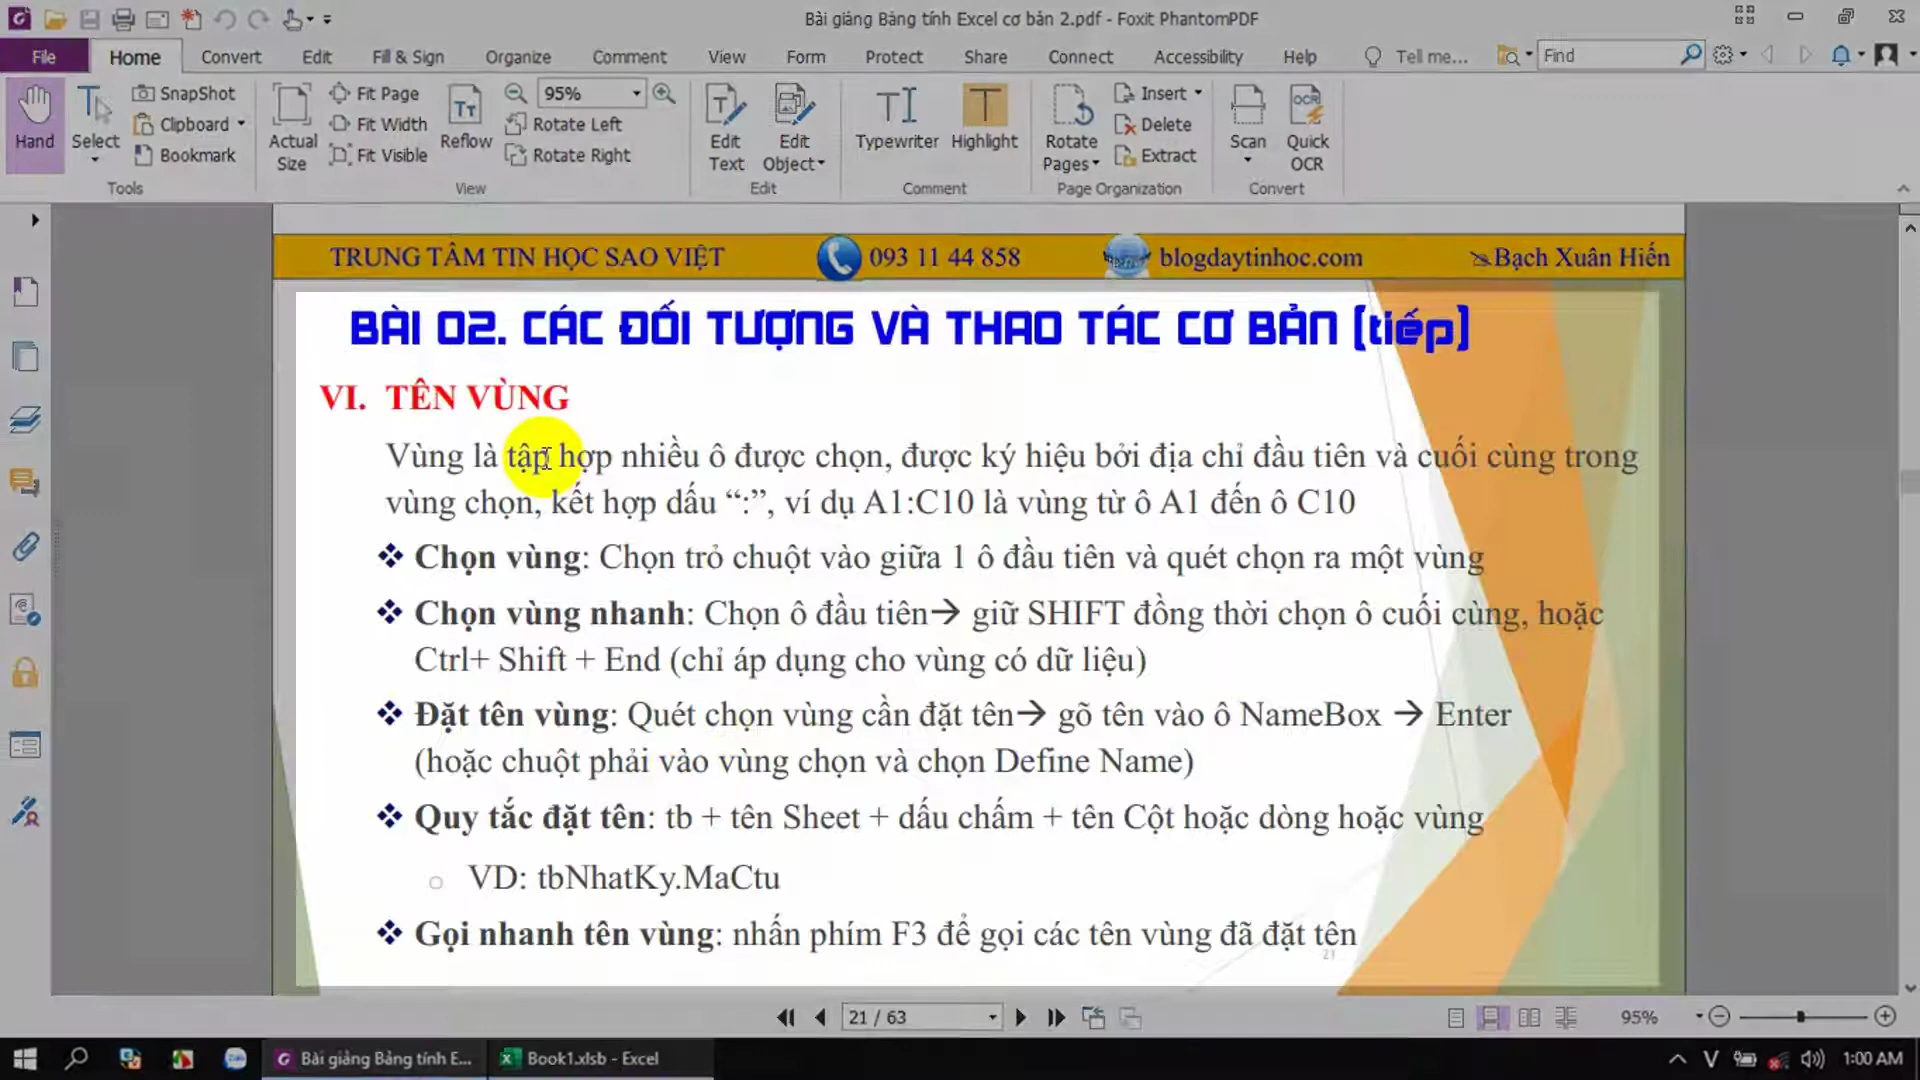 Bài giảng Bảng tính Excel cơ bản 2.pdf - Foxit PhantomPDF
File Home Convert Edit Fill & Sign Organize Comment View Form Protect Share Connect Accessibility Help Tell me... Find
Hand
Select
SnapShot
Clipboard
Bookmark
Tools
Actual Size
Fit Page
Fit Width
Fit Visible
Reflow
95%
Rotate Left
Rotate Right
View
Edit Text
Edit Object
Edit
Typewriter
Highlight
Comment
Rotate Pages
Insert
Delete
Extract
Page Organization
Scan
Quick OCR
Convert
TRUNG TÂM TIN HỌC SAO VIỆT 093 11 44 858 blogdaytinhoc.com Bạch Xuân Hiến
BÀI 02. CÁC ĐỐI TƯỢNG VÀ THAO TÁC CƠ BẢN (tiếp)
VI. TÊN VÙNG
Vùng là tập hợp nhiều ô được chọn, được ký hiệu bởi địa chỉ đầu tiên và cuối cùng trong
vùng chọn, kết hợp dấu “:”, ví dụ A1:C10 là vùng từ ô A1 đến ô C10
❖ Chọn vùng: Chọn trỏ chuột vào giữa 1 ô đầu tiên và quét chọn ra một vùng
❖ Chọn vùng nhanh: Chọn ô đầu tiên→ giữ SHIFT đồng thời chọn ô cuối cùng, hoặc
Ctrl+ Shift + End (chỉ áp dụng cho vùng có dữ liệu)
❖ Đặt tên vùng: Quét chọn vùng cần đặt tên→ gõ tên vào ô NameBox → Enter
(hoặc chuột phải vào vùng chọn và chọn Define Name)
❖ Quy tắc đặt tên: tb + tên Sheet + dấu chấm + tên Cột hoặc dòng hoặc vùng
○ VD: tbNhatKy.MaCtu
❖ Gọi nhanh tên vùng: nhấn phím F3 để gọi các tên vùng đã đặt tên
21
21 / 63
95%
Bài giảng Bảng tính E...
Book1.xlsb - Excel
V
1:00 AM